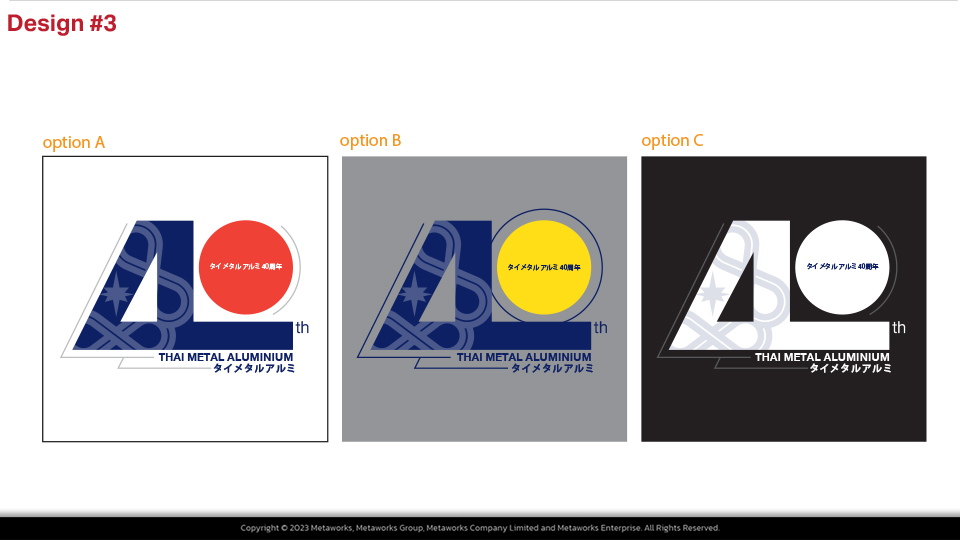 Design #3
option A
option B
option C
タイメタルアルミ40周年
40
th
THAI METAL ALUMINIUM
タイメタルアルミ
タイメタルアルミ40周年
40
th
THAI METAL ALUMINIUM
タイメタルアルミ
タイメタルアルミ40周年
40
th
THAI METAL ALUMINIUM
タイメタルアルミ
Copyright © 2023 Metaworks, Metaworks Group, Metaworks Company Limited and Metaworks Enterprise. All Rights Reserved.